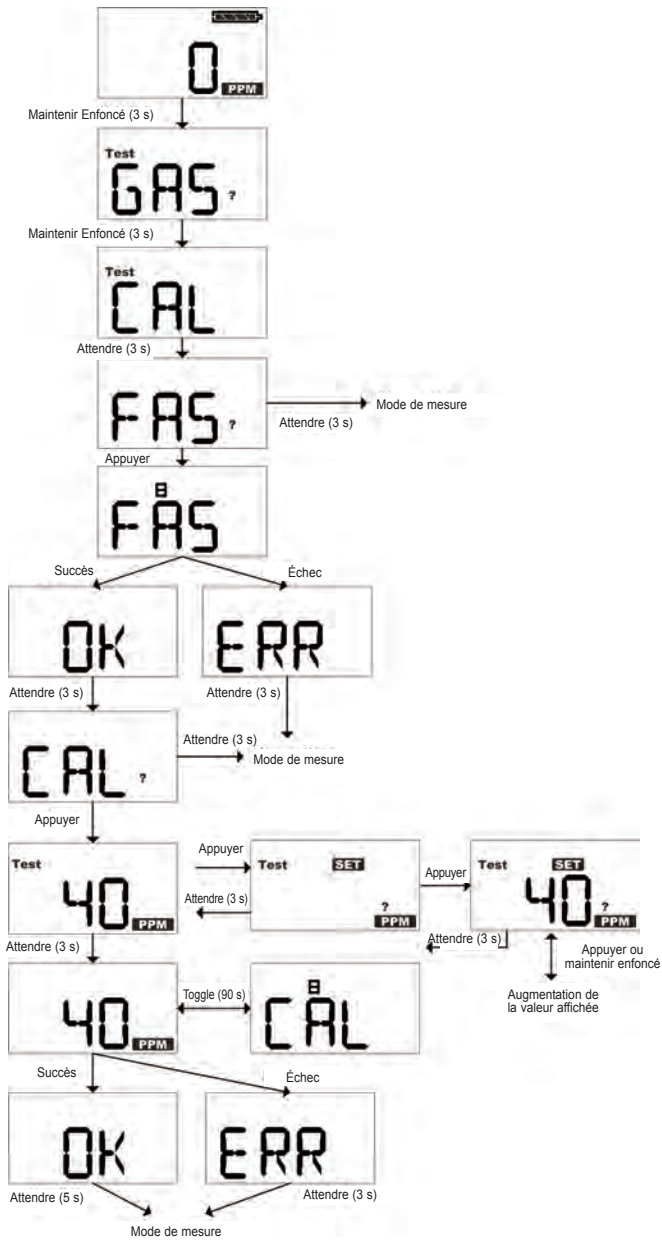 0
PPM
Maintenir Enfoncé (3 s)
Test
GAS ?
Maintenir Enfoncé (3 s)
Test
CAL
Attendre (3 s)
FAS ?
Attendre (3 s)
Mode de mesure
Appuyer
FAS
Succès
Échec
OK
ERR
Attendre (3 s)
Attendre (3 s)
CAL ?
Attendre (3 s)
Mode de mesure
Appuyer
Test
40
PPM
Appuyer
Attendre (3 s)
Test SET
?
PPM
Appuyer
Test SET
40 ?
PPM
Attendre (3 s)
Attendre (3 s)
Appuyer ou
maintenir enfoncé
Augmentation de
la valeur affichée
40
PPM
Toggle (90 s)
CAL
Succès
Échec
OK
ERR
Attendre (5 s)
Attendre (3 s)
Mode de mesure